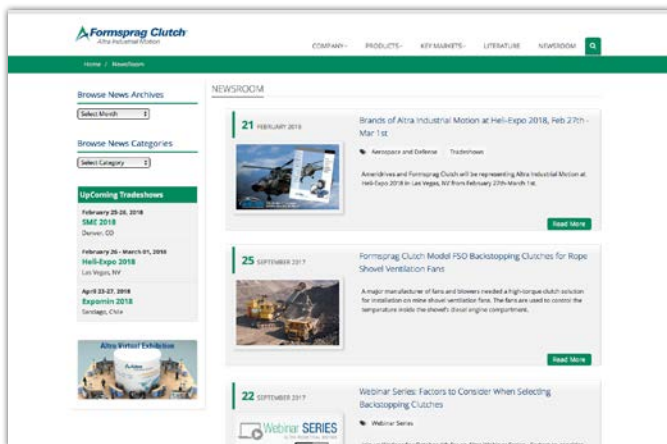 Formsprag Clutch
Altra Industrial Motion
COMPANY
PRODUCTS
KEY MARKETS
LITERATURE
NEWSROOM
Home / NewsRoom
Browse News Archives
Select Month
Browse News Categories
Select Category
UpComing Tradeshows
February 25-28, 2018
SME 2018
Denver, CO
February 26 - March 01, 2018
Heli-Expo 2018
Las Vegas, NV
April 23-27, 2018
Expomin 2018
Santiago, Chile
Altra Virtual Exhibition
NEWSROOM
21 FEBRUARY 2018
Brands of Altra Industrial Motion at Heli-Expo 2018, Feb 27th -
Mar 1st
Aerospace and Defense
Tradeshows
Ameridrives and Formsprag Clutch will be representing Altra Industrial Motion at
Heli-Expo 2018 in Las Vegas, NV from February 27th-March 1st.
Read More
25 SEPTEMBER 2017
Formsprag Clutch Model FSO Backstopping Clutches for Rope
Shovel Ventilation Fans
A major manufacturer of fans and blowers needed a high-torque clutch solution
for installation on mine shovel ventilation fans. The fans are used to control the
temperature inside the shovel's diesel engine compartment.
Read More
22 SEPTEMBER 2017
Webinar Series: Factors to Consider When Selecting
Backstopping Clutches
Webinar Series
Webinar SERIES